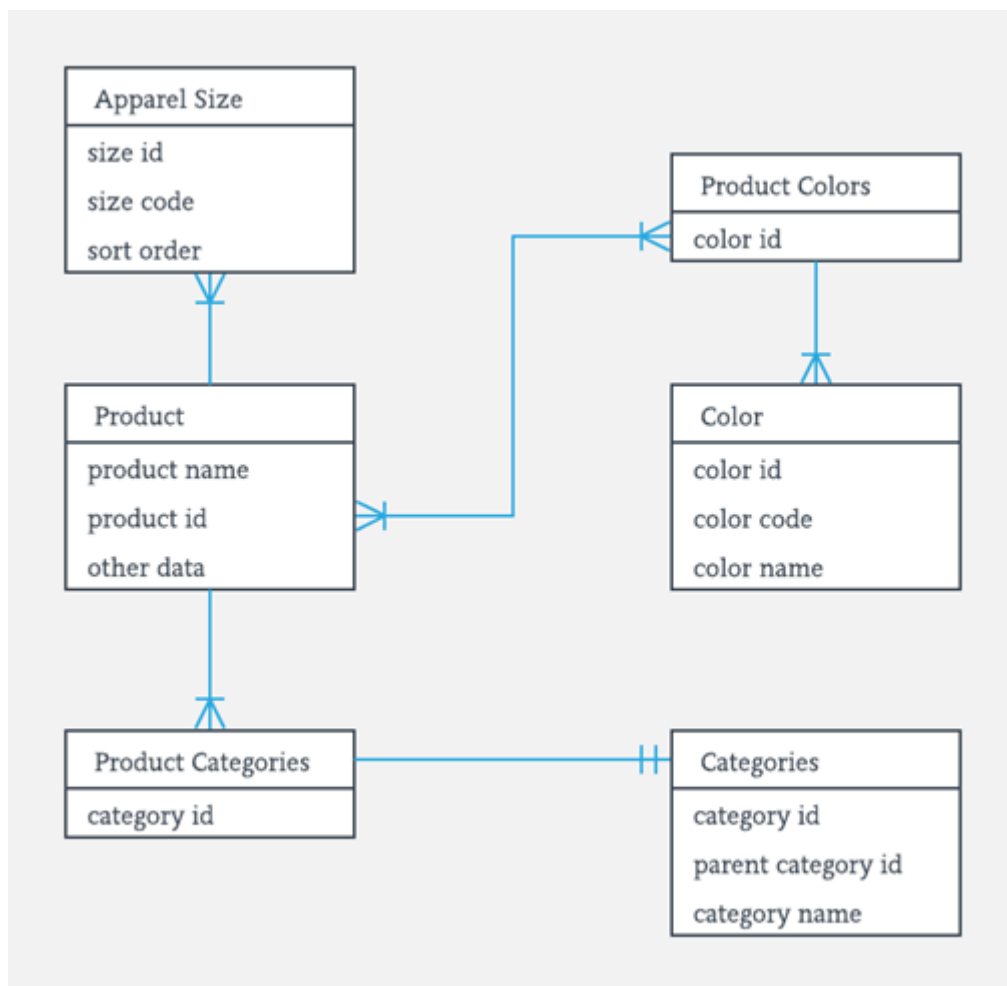 Apparel Size
size id
size code
sort order
Product Colors
color id
Product
product name
product id
other data
Color
color id
color code
color name
Product Categories
category id
Categories
category id
parent category id
category name